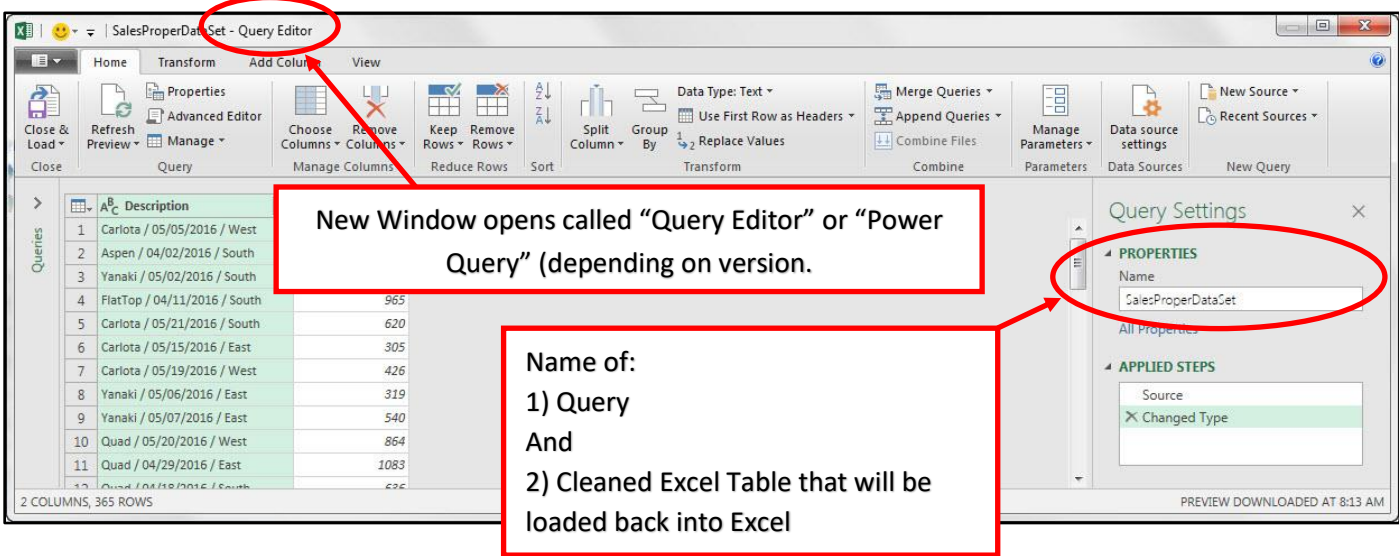 SalesProperDataSet - Query Editor
Home Transform Add Column View
Close & Load
Refresh Preview
Properties
Advanced Editor
Manage
Choose Columns
Remove Columns
Keep Rows
Remove Rows
Split Column
Group By
Data Type: Text
Use First Row as Headers
Replace Values
Merge Queries
Append Queries
Combine Files
Manage Parameters
Data source settings
New Source
Recent Sources
Close Query Manage Columns Reduce Rows Sort Transform Combine Parameters Data Sources New Query
Queries
ABC Description
1 Carlota / 05/05/2016 / West
2 Aspen / 04/02/2016 / South
3 Yanaki / 05/02/2016 / South
4 FlatTop / 04/11/2016 / South 965
5 Carlota / 05/21/2016 / South 620
6 Carlota / 05/15/2016 / East 305
7 Carlota / 05/19/2016 / West 426
8 Yanaki / 05/06/2016 / East 319
9 Yanaki / 05/07/2016 / East 540
10 Quad / 05/20/2016 / West 864
11 Quad / 04/29/2016 / East 1083
12 Quad / 04/18/2016 / South 636
2 COLUMNS, 365 ROWS
New Window opens called “Query Editor” or “Power
Query” (depending on version.
Name of:
1) Query
And
2) Cleaned Excel Table that will be
loaded back into Excel
Query Settings
PROPERTIES
Name
SalesProperDataSet
All Properties
APPLIED STEPS
Source
Changed Type
PREVIEW DOWNLOADED AT 8:13 AM